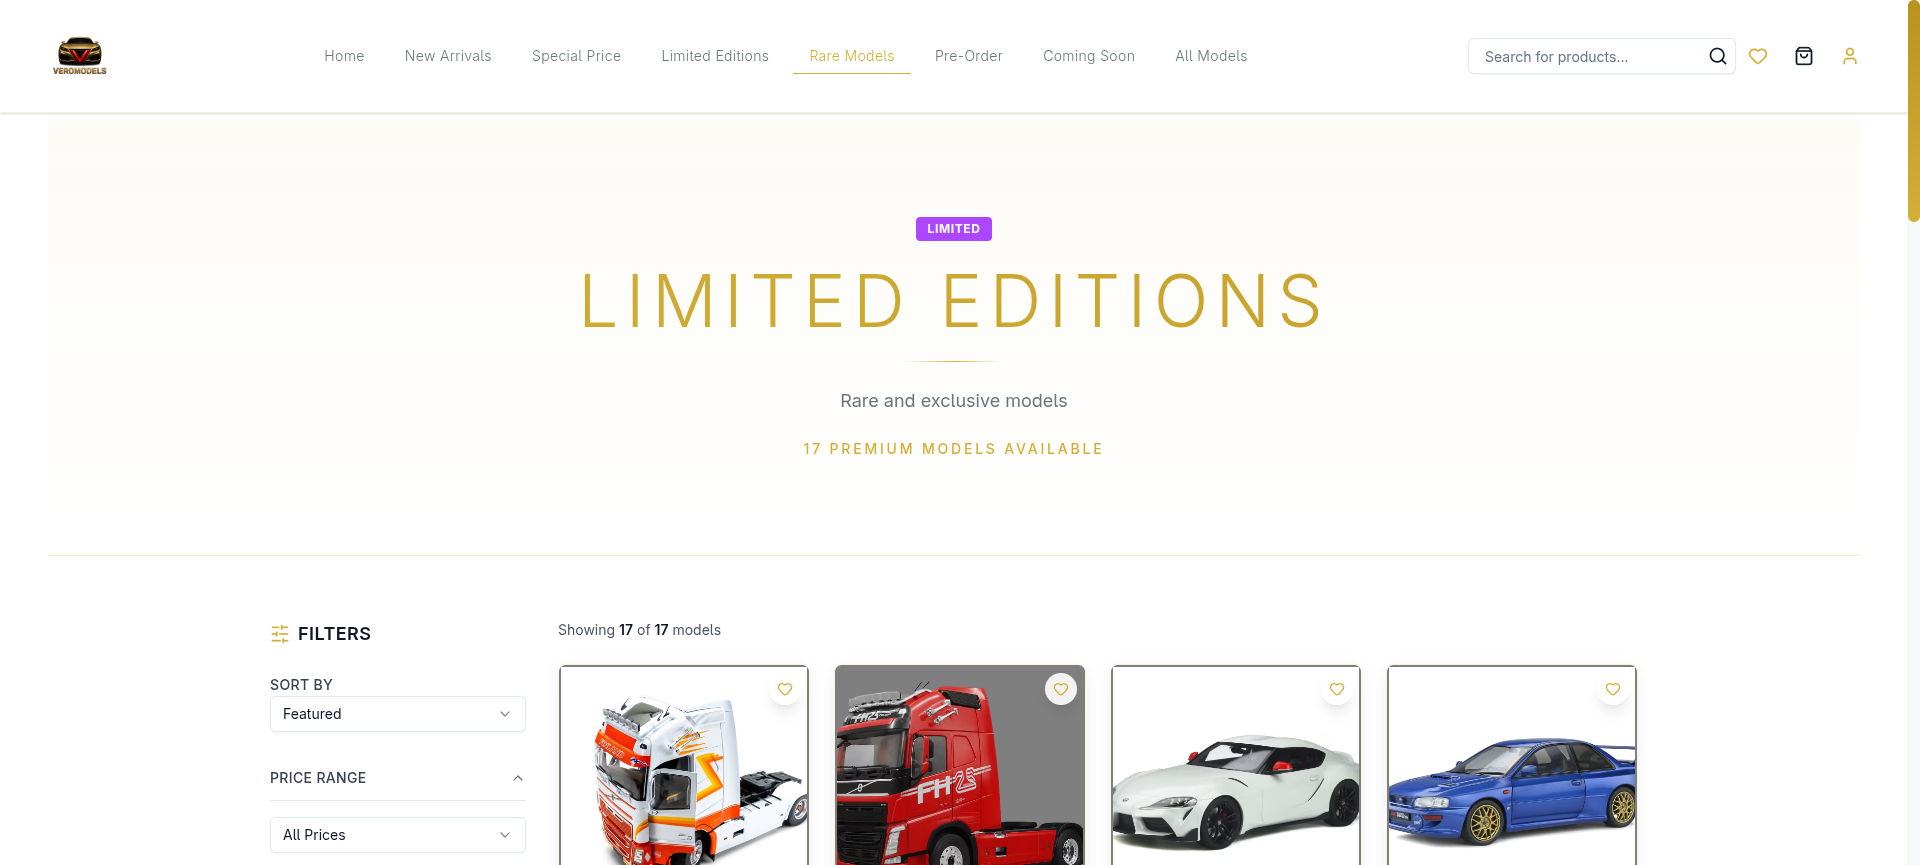 VEROMODELS
Home
New Arrivals
Special Price
Limited Editions
Rare Models
Pre-Order
Coming Soon
All Models
Search for products...
LIMITED
LIMITED EDITIONS
Rare and exclusive models
17 PREMIUM MODELS AVAILABLE
FILTERS
Showing 17 of 17 models
SORT BY
Featured
PRICE RANGE
All Prices
FH25